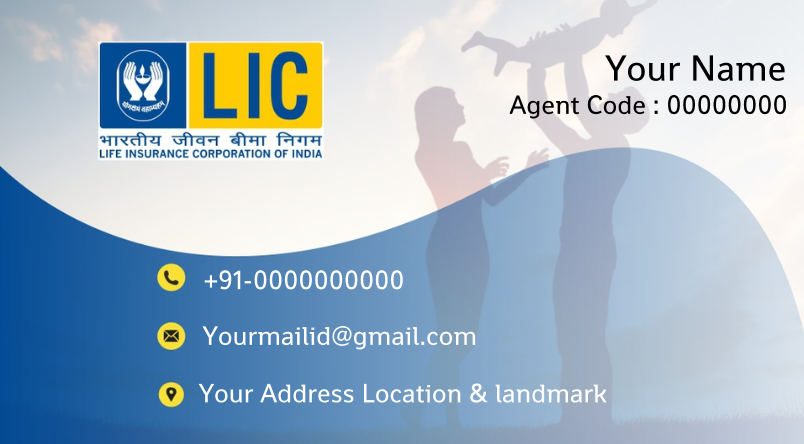 LIC
भारतीय जीवन बीमा निगम
LIFE INSURANCE CORPORATION OF INDIA
Your Name
Agent Code : 00000000
+91-0000000000
Yourmailid@gmail.com
Your Address Location & landmark